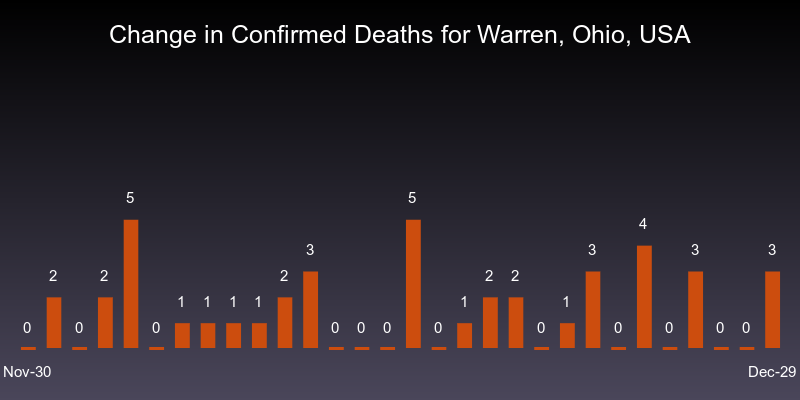 Change in Confirmed Deaths for Warren, Ohio, USA
0 2 0 2 5 0 1 1 1 1 2 3 0 0 0 5 0 1 2 2 0 1 3 0 4 0 3 0 0 3
Nov-30 Dec-29